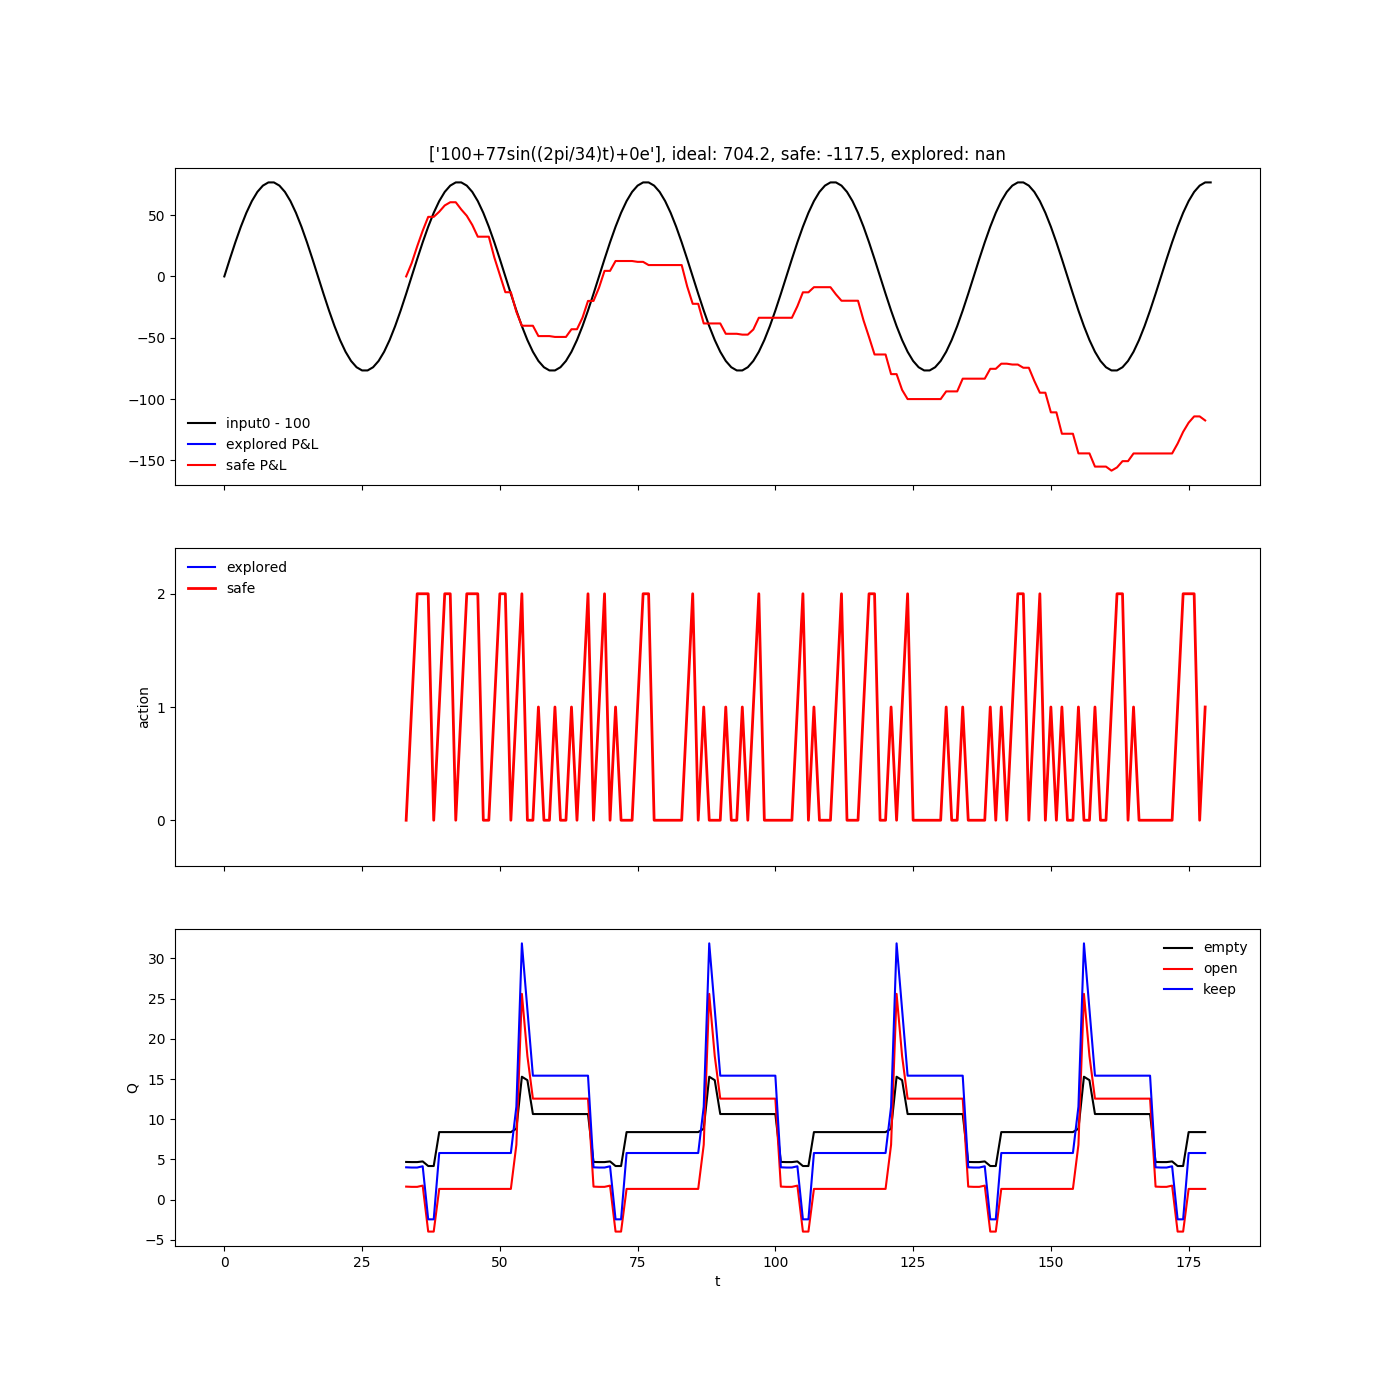 ['100+77sin((2pi/34)t)+0e'], ideal: 704.2, safe: -117.5, explored: nan
50
0
−50
−100
−150
input0 - 100
explored P&L
safe P&L
explored
safe
2
1
0
action
empty
open
keep
30
25
20
15
10
5
0
−5
Q
0 25 50 75 100 125 150 175
t